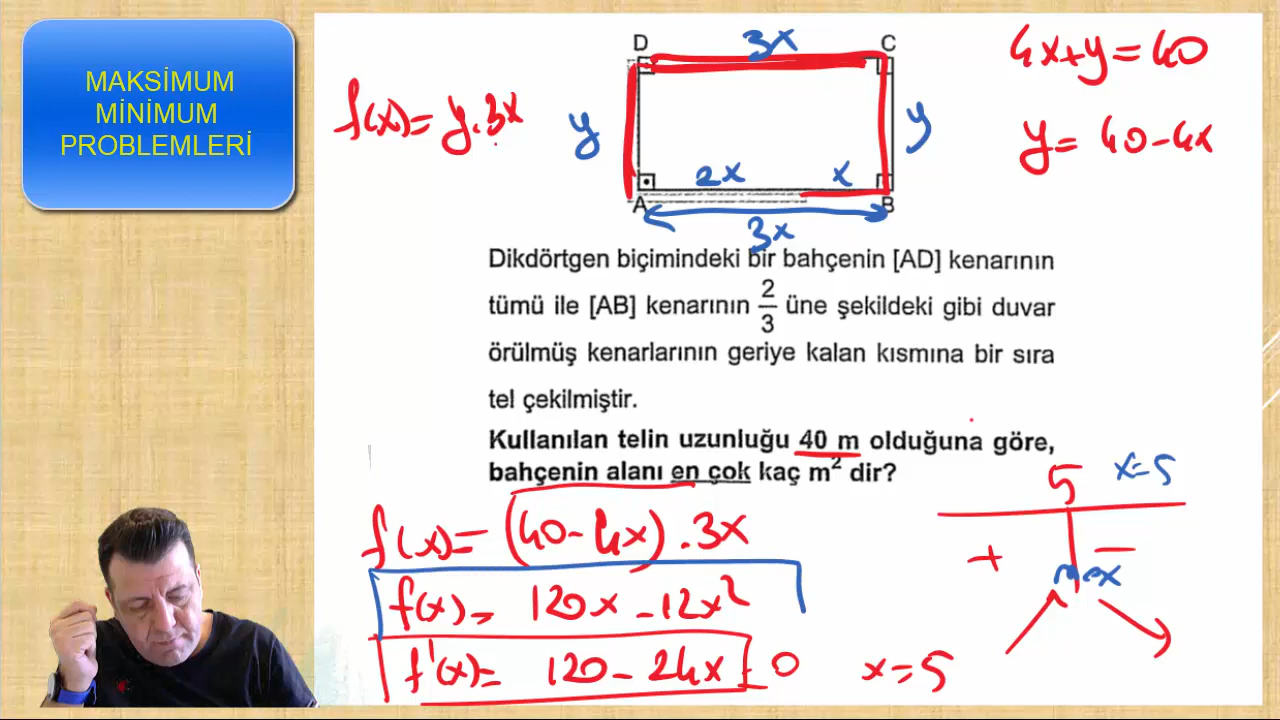 MAKSİMUM
MİNİMUM
PROBLEMLERİ
f(x)= y.3x
D
3x
C
y
y
2x
x
A
B
3x
4x+y=40
y= 40-4x
Dikdörtgen biçimindeki bir bahçenin [AD] kenarının
tümü ile [AB] kenarının 2/3 üne şekildeki gibi duvar
örülmüş kenarlarının geriye kalan kısmına bir sıra
tel çekilmiştir.
Kullanılan telin uzunluğu 40 m olduğuna göre,
bahçenin alanı en çok kaç m² dir?
f(x)= (40-4x).3x
f(x)= 120x-12x²
f'(x)= 120-24x=0 x=5
5 x=5
+ -
max